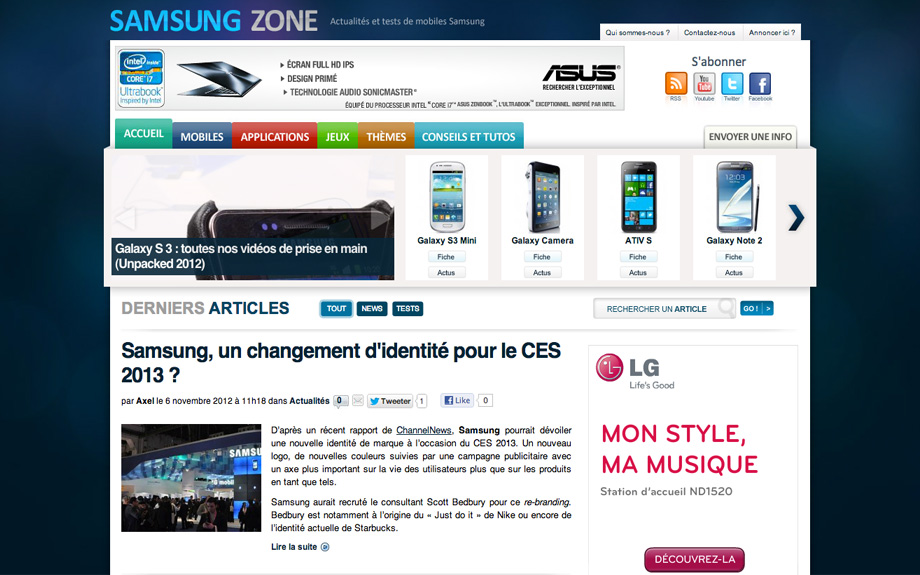 SAMSUNG ZONE
Actualités et tests de mobiles Samsung
Qui sommes-nous ?
Contactez-nous
Annoncer ici ?
intel inside
CORE i7
Ultrabook
Inspired by Intel
ÉCRAN FULL HD IPS
DESIGN PRIMÉ
TECHNOLOGIE AUDIO SONICMASTER*
ÉQUIPÉ DU PROCESSEUR INTEL® CORE i7™ ASUS ZENBOOK™, L'ULTRABOOK™ EXCEPTIONNEL. INSPIRÉ PAR INTEL.
ASUS®
RECHERCHER L'EXCEPTIONNEL
S'abonner
You Tube
RSS
Youtube
Twitter
Facebook
ACCUEIL
MOBILES
APPLICATIONS
JEUX
THÈMES
CONSEILS ET TUTOS
ENVOYER UNE INFO
Galaxy S 3 : toutes nos vidéos de prise en main
(Unpacked 2012)
Galaxy S3 Mini
Fiche
Actus
Galaxy Camera
Fiche
Actus
ATIV S
Fiche
Actus
12:03
Galaxy Note 2
Fiche
Actus
DERNIERS ARTICLES
TOUT
NEWS
TESTS
RECHERCHER UN ARTICLE
GO ! >
Samsung, un changement d'identité pour le CES
2013 ?
par Axel le 6 novembre 2012 à 11h18 dans Actualités
0
Tweeter
1
Like
0
SAMS
mobil
D'après un récent rapport de ChannelNews, Samsung pourrait dévoiler
une nouvelle identité de marque à l'occasion du CES 2013. Un nouveau
logo, de nouvelles couleurs suivies par une campagne publicitaire avec
un axe plus important sur la vie des utilisateurs plus que sur les produits
en tant que tels.
Samsung aurait recruté le consultant Scott Bedbury pour ce re-branding.
Bedbury est notamment à l'origine du « Just do it » de Nike ou encore de
l'identité actuelle de Starbucks.
Lire la suite
LG
Life's Good
MON STYLE,
MA MUSIQUE
Station d'accueil ND1520
DÉCOUVREZ-LA